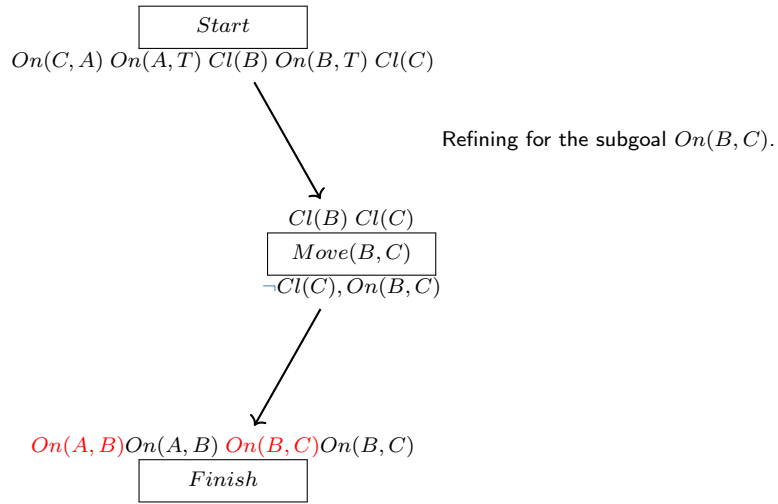 Start
On(C, A) On(A, T) Cl(B) On(B, T) Cl(C)
Refining for the subgoal On(B, C).
Cl(B) Cl(C)
Move(B, C)
¬Cl(C), On(B, C)
On(A, B)On(A, B) On(B, C)On(B, C)
Finish